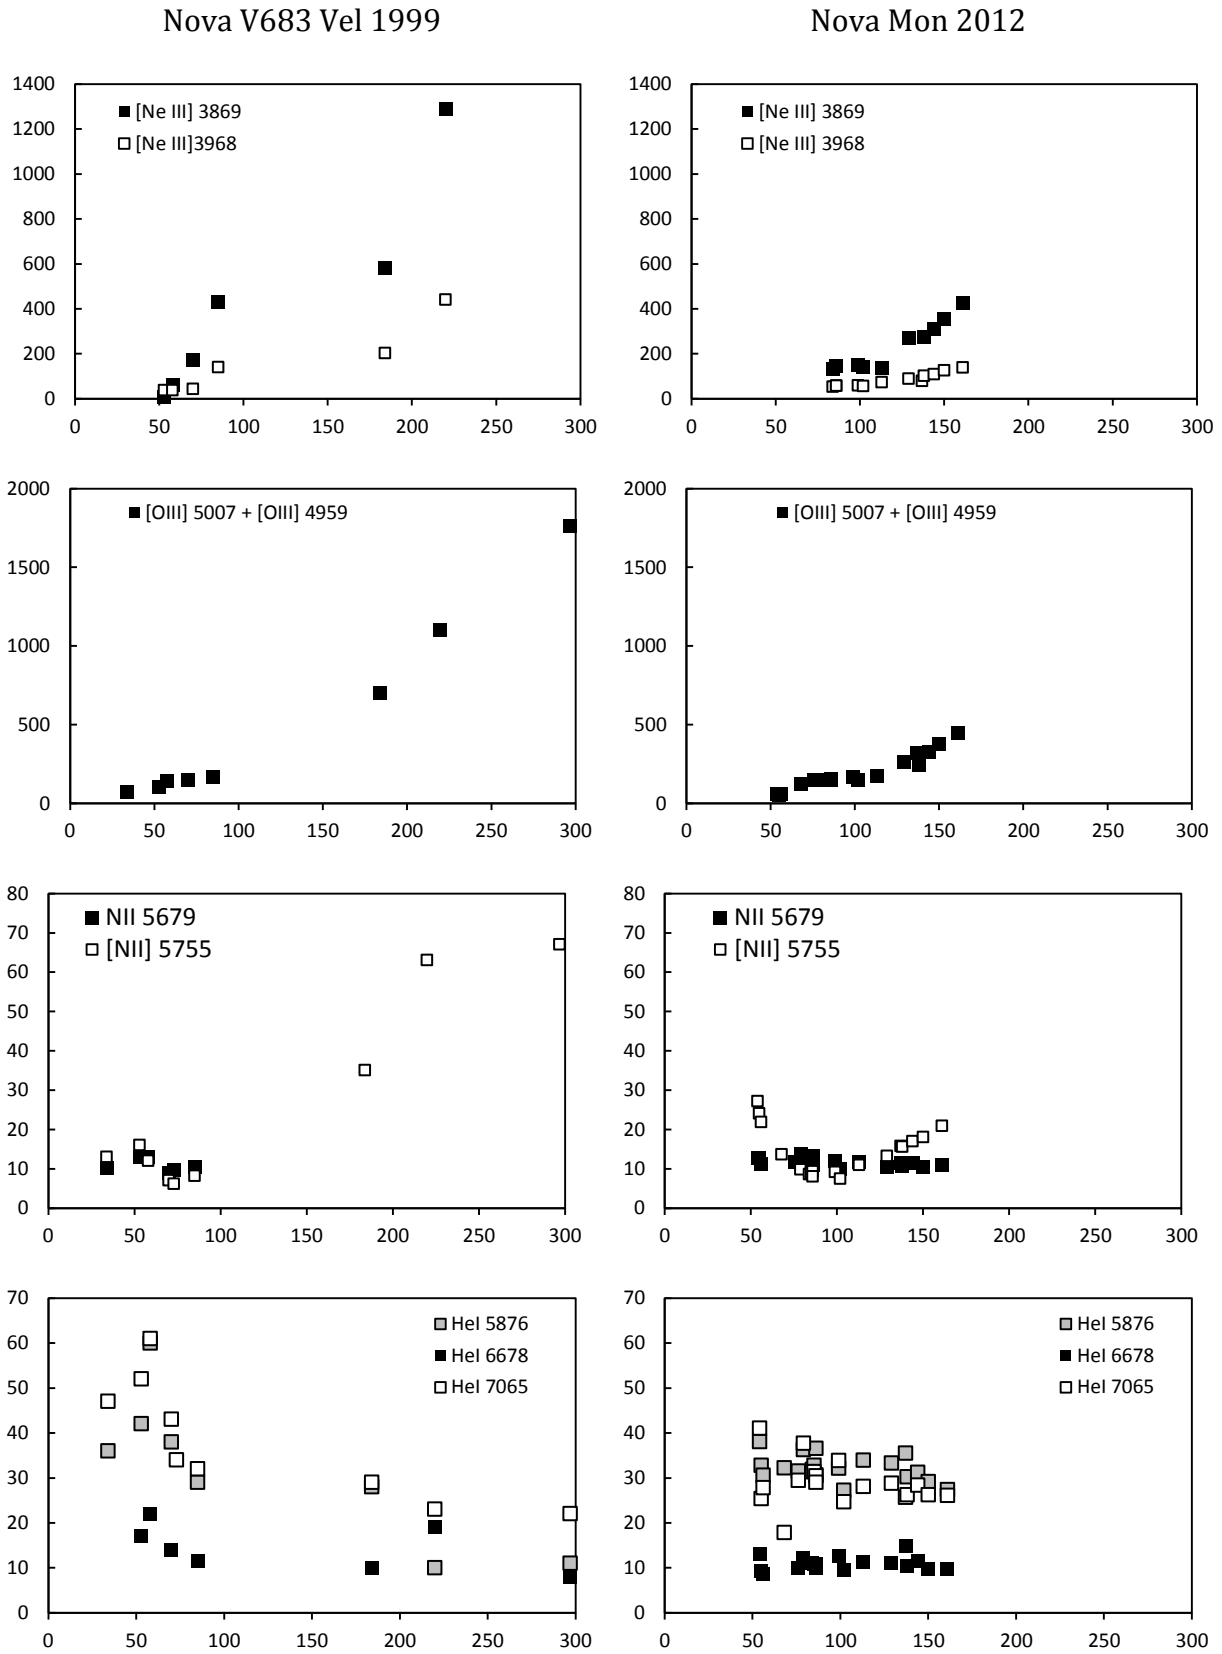 Nova V683 Vel 1999
Nova Mon 2012
1400
1200
1000
800
600
400
200
0
[Ne III] 3869
[Ne III]3968
0 50 100 150 200 250 300
1400
1200
1000
800
600
400
200
0
[Ne III] 3869
[Ne III] 3968
0 50 100 150 200 250 300
2000
1500
1000
500
0
[OIII] 5007 + [OIII] 4959
0 50 100 150 200 250 300
2000
1500
1000
500
0
[OIII] 5007 + [OIII] 4959
0 50 100 150 200 250 300
80
70
60
50
40
30
20
10
0
NII 5679
[NII] 5755
0 50 100 150 200 250 300
80
70
60
50
40
30
20
10
0
NII 5679
[NII] 5755
0 50 100 150 200 250 300
70
60
50
40
30
20
10
0
HeI 5876
HeI 6678
HeI 7065
0 50 100 150 200 250 300
70
60
50
40
30
20
10
0
HeI 5876
HeI 6678
HeI 7065
0 50 100 150 200 250 300